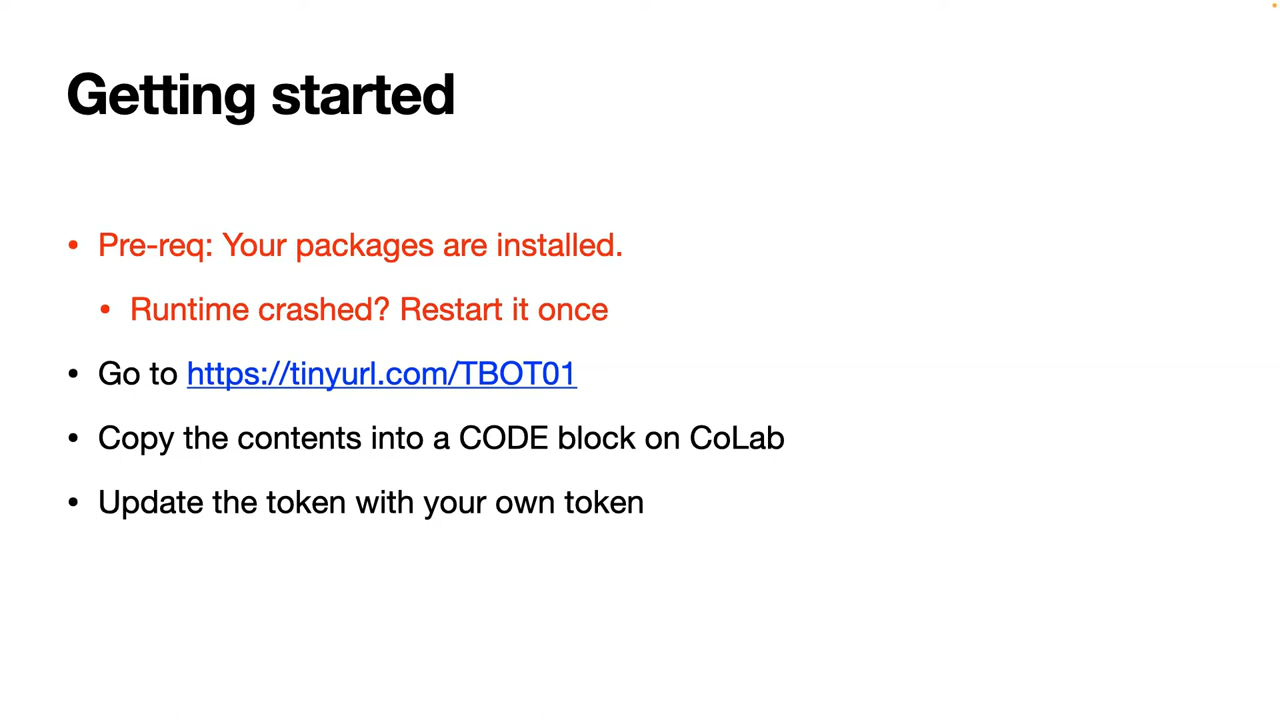 Getting started
• Pre-req: Your packages are installed.
• Runtime crashed? Restart it once
• Go to https://tinyurl.com/TBOT01
• Copy the contents into a CODE block on CoLab
• Update the token with your own token